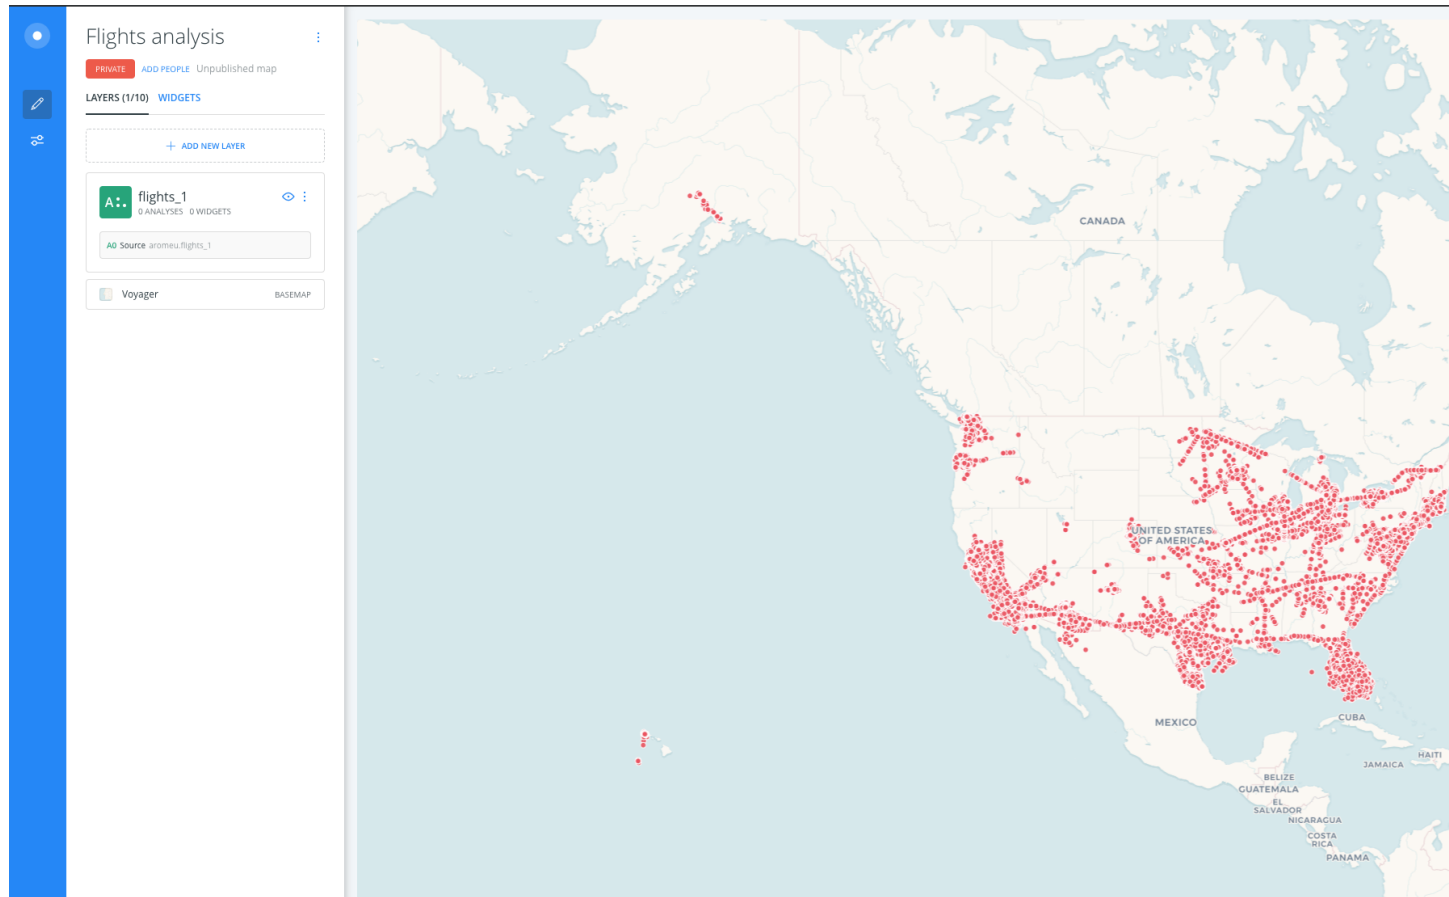 Flights analysis
PRIVATE ADD PEOPLE Unpublished map
LAYERS (1/10) WIDGETS
ADD NEW LAYER
A
flights_1
0 ANALYSES 0 WIDGETS
A0 Source aromeu.flights_1
Voyager BASEMAP
CANADA
UNITED STATES
OF AMERICA
MEXICO
CUBA
HAITI
JAMAICA
BELIZE
GUATEMALA
EL
SALVADOR
NICARAGUA
COSTA
RICA
PANAMA